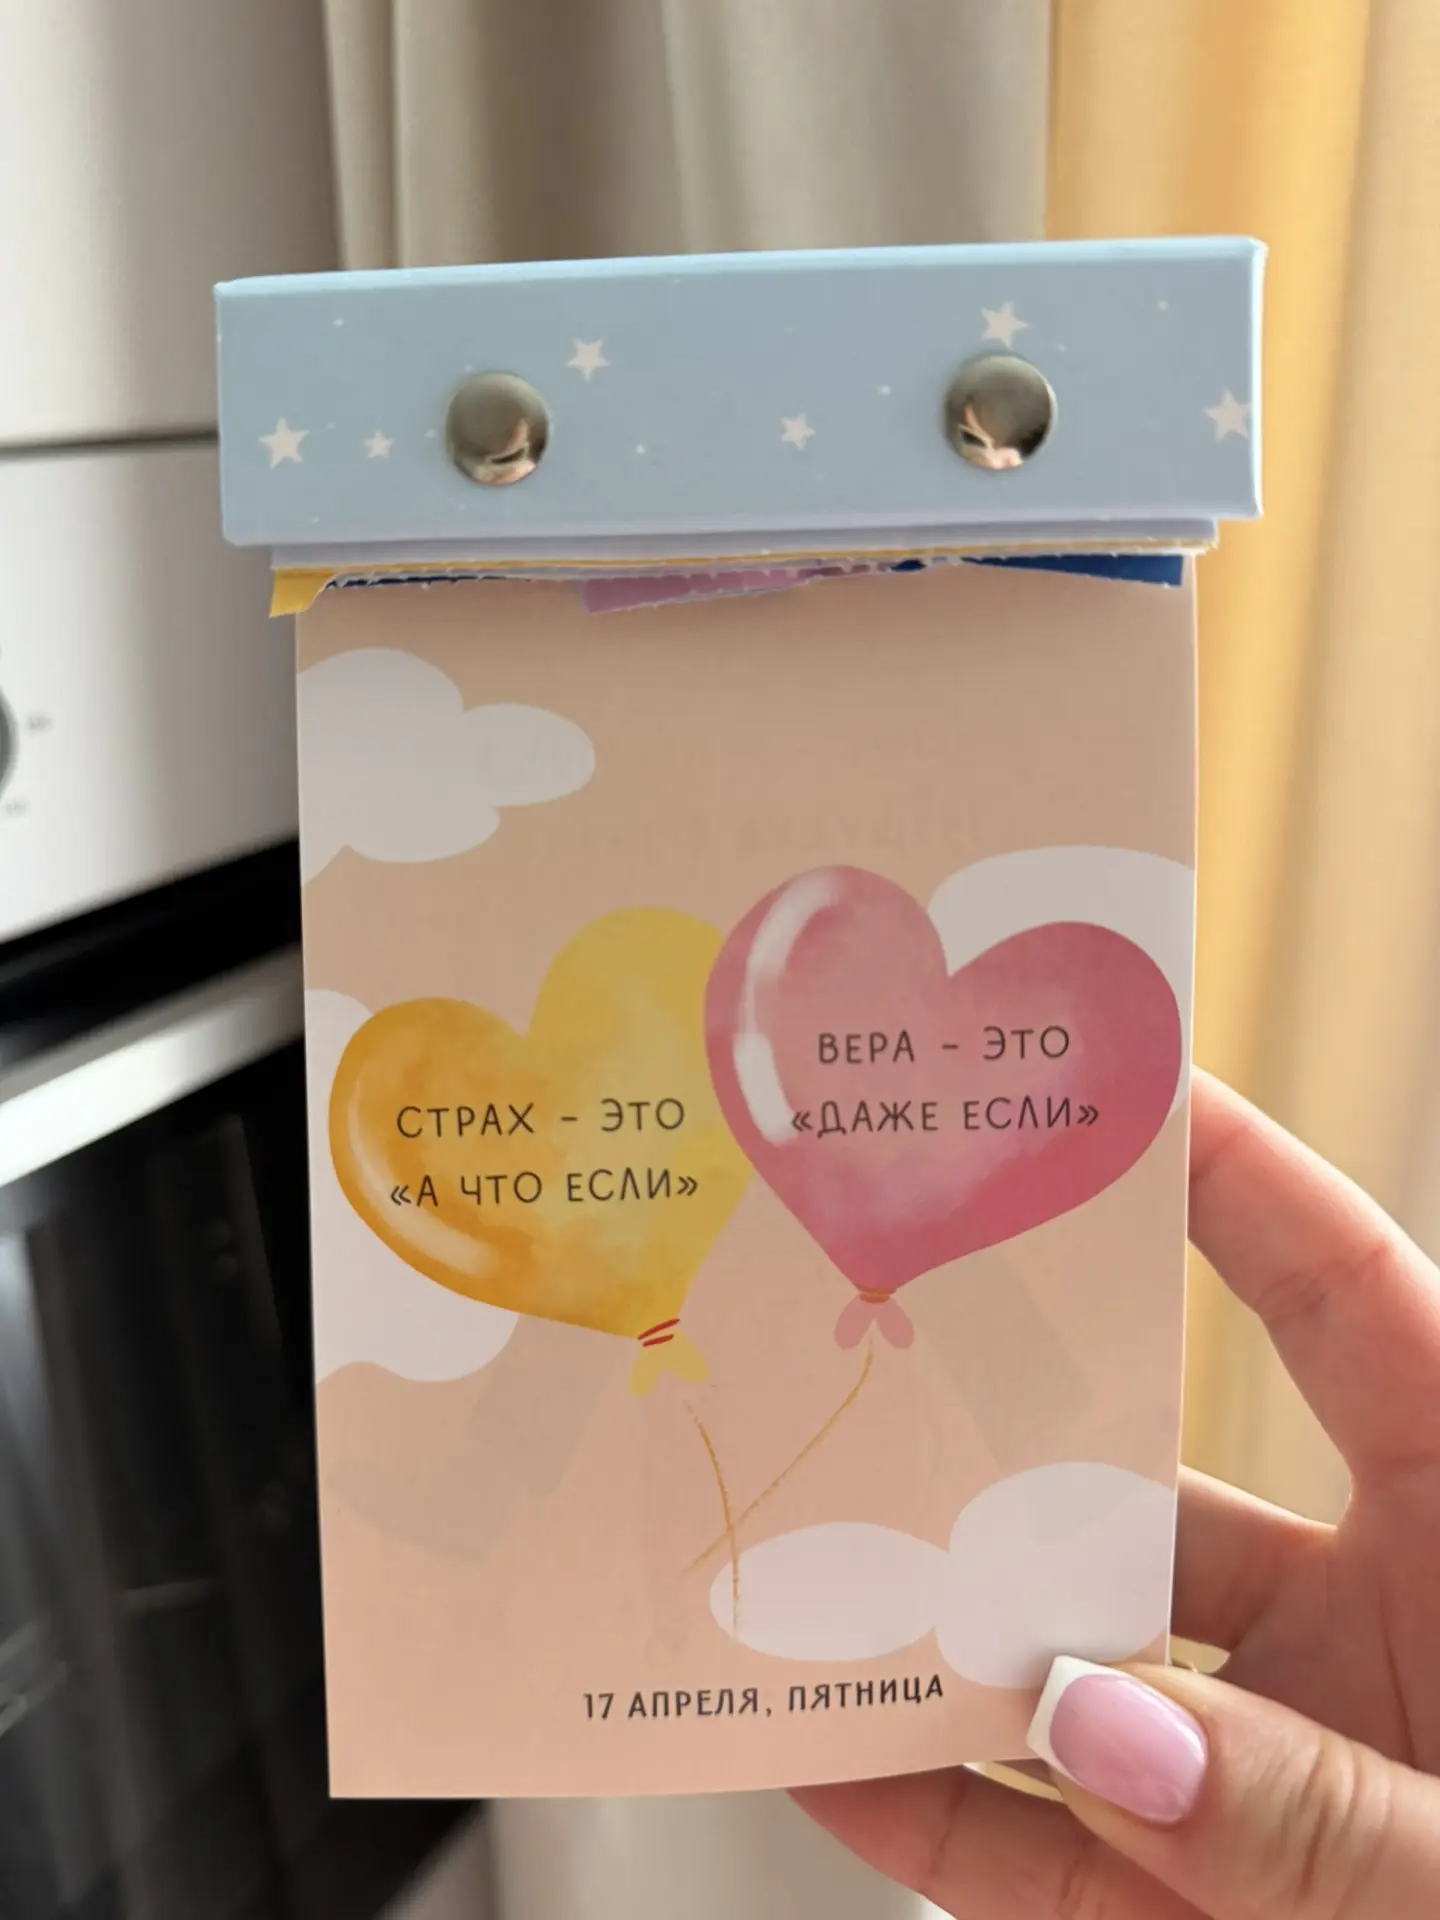 СТРАХ – ЭТО
«А ЧТО ЕСЛИ»
ВЕРА – ЭТО
«ДАЖЕ ЕСЛИ»
17 АПРЕЛЯ, ПЯТНИЦА